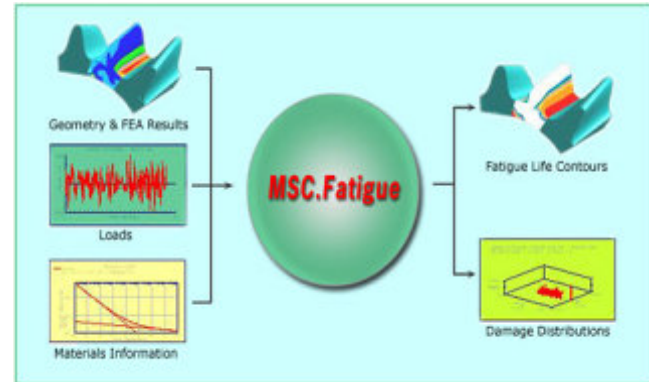 Geometry & FEA Results
Loads
Materials Information
MSC.Fatigue
Fatigue Life Contours
Damage Distributions